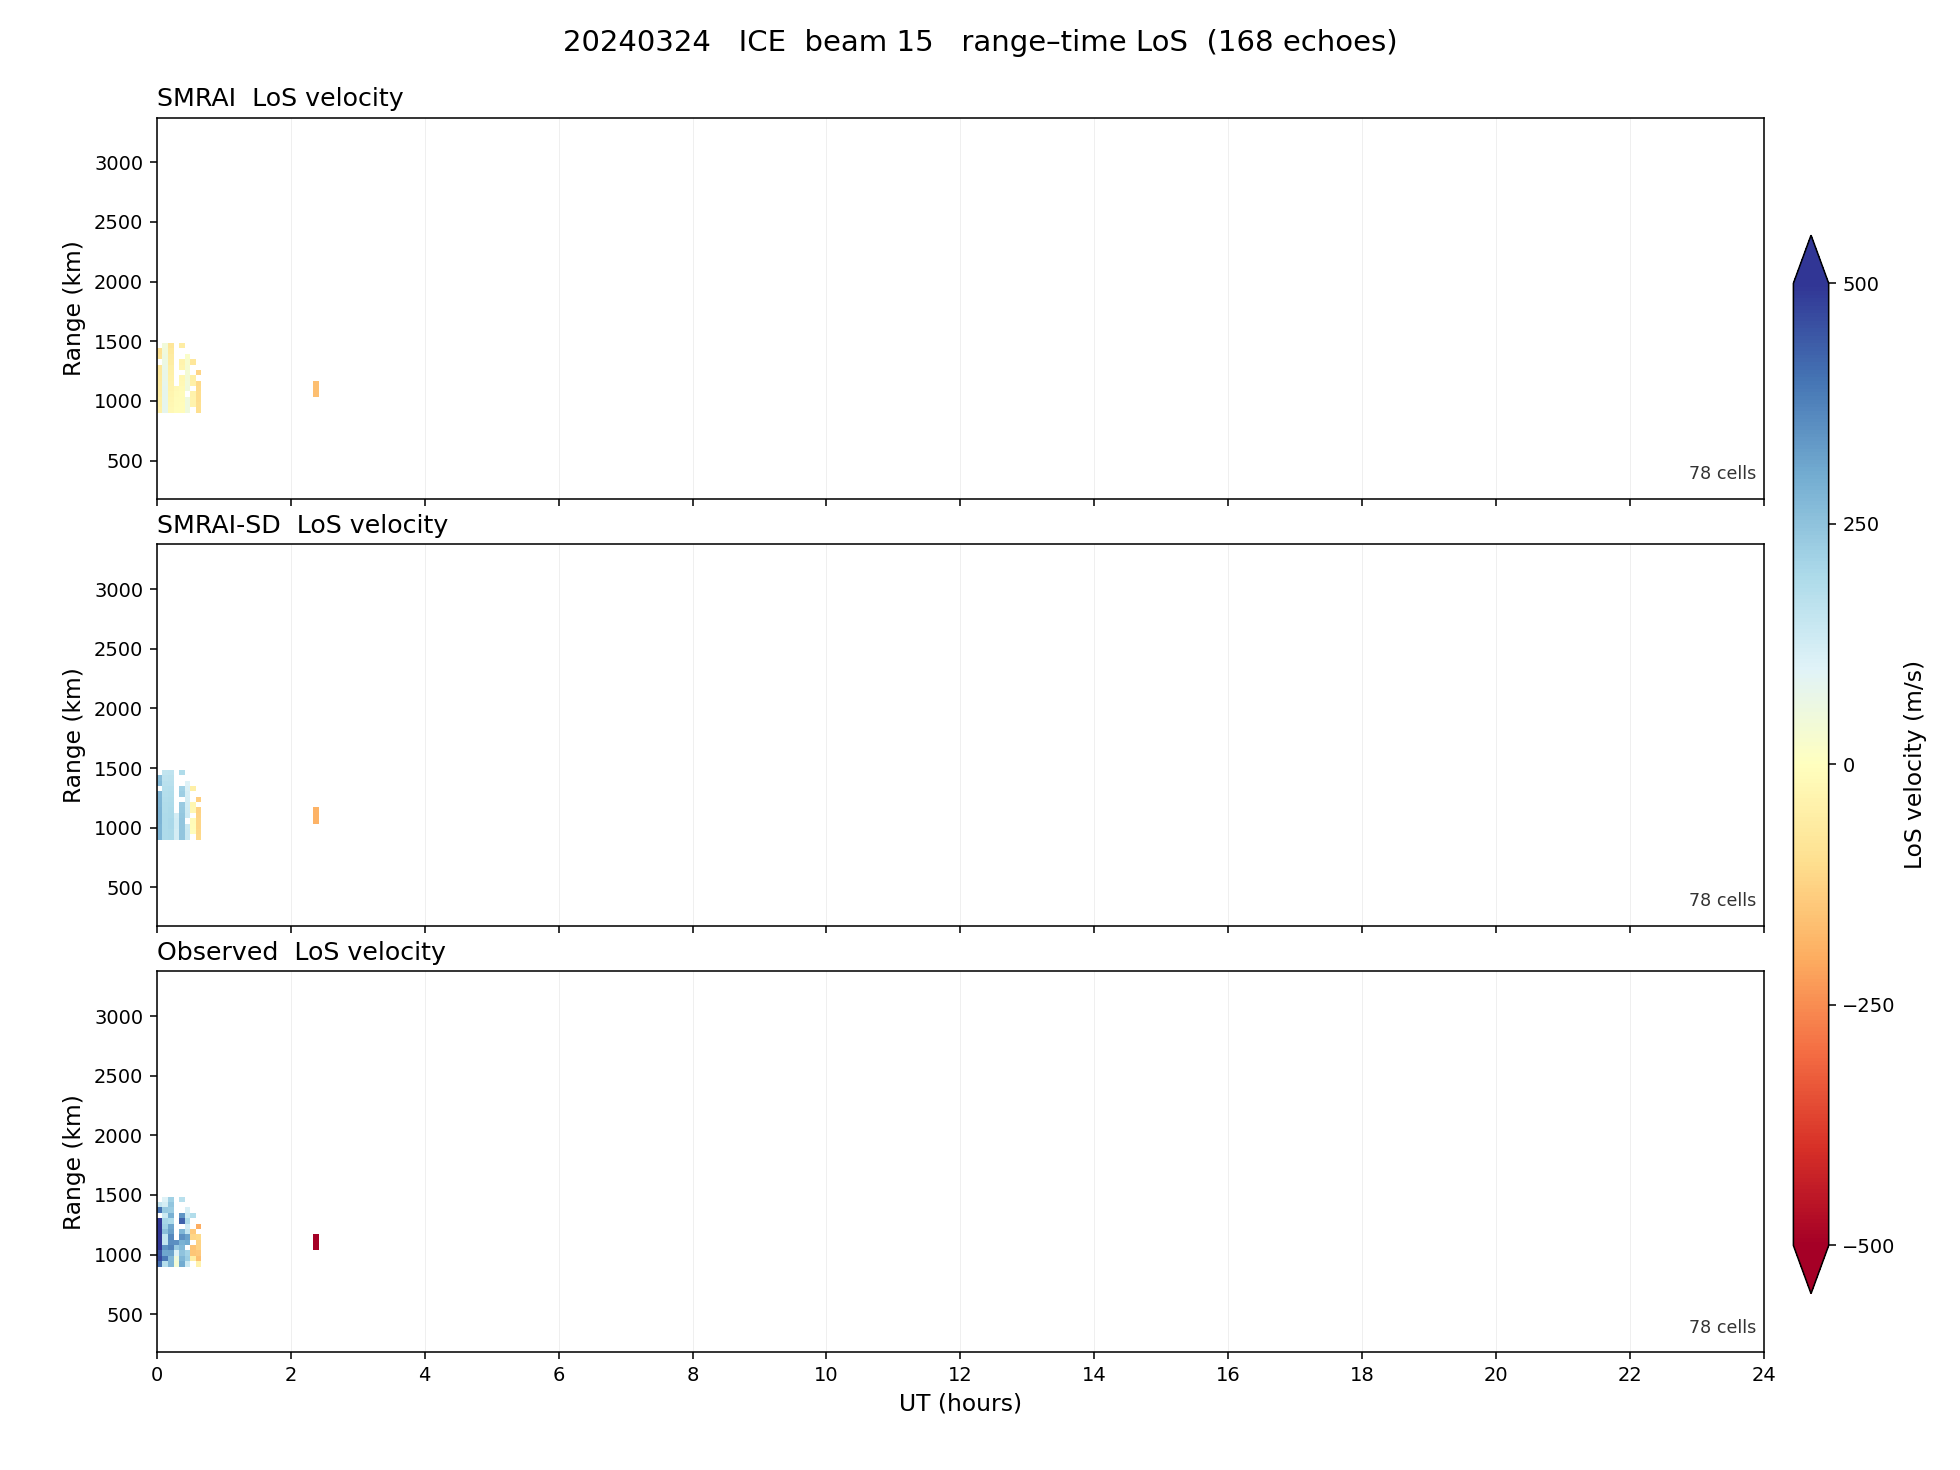 20240324 ICE beam 15 range–time LoS (168 echoes)
SMRAI LoS velocity
3000
2500
2000
1500
1000
500
Range (km)
78 cells
SMRAI-SD LoS velocity
3000
2500
2000
1500
1000
500
Range (km)
78 cells
Observed LoS velocity
3000
2500
2000
1500
1000
500
Range (km)
78 cells
0 2 4 6 8 10 12 14 16 18 20 22 24
UT (hours)
500
250
0
−250
−500
LoS velocity (m/s)